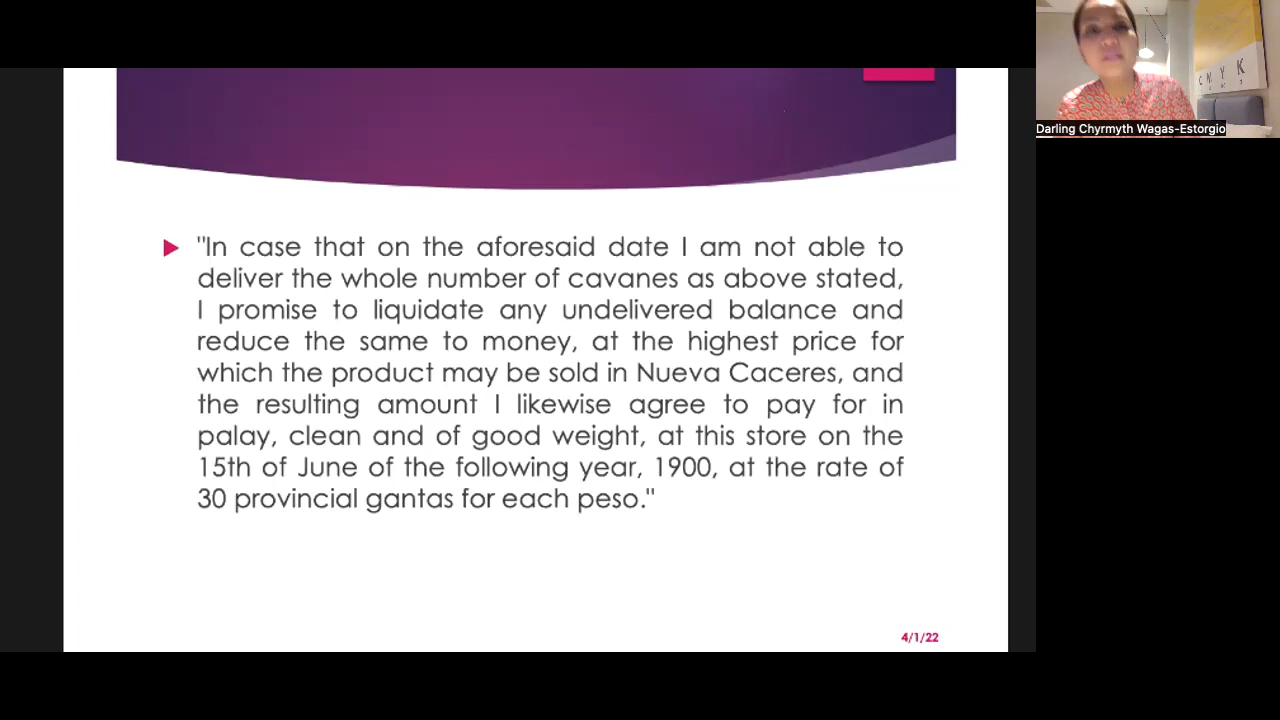 "In case that on the aforesaid date I am not able to
deliver the whole number of cavanes as above stated,
I promise to liquidate any undelivered balance and
reduce the same to money, at the highest price for
which the product may be sold in Nueva Caceres, and
the resulting amount I likewise agree to pay for in
palay, clean and of good weight, at this store on the
15th of June of the following year, 1900, at the rate of
30 provincial gantas for each peso."
4/1/22
Darling Chyrmyth Wagas-Estorgio
C M Y K